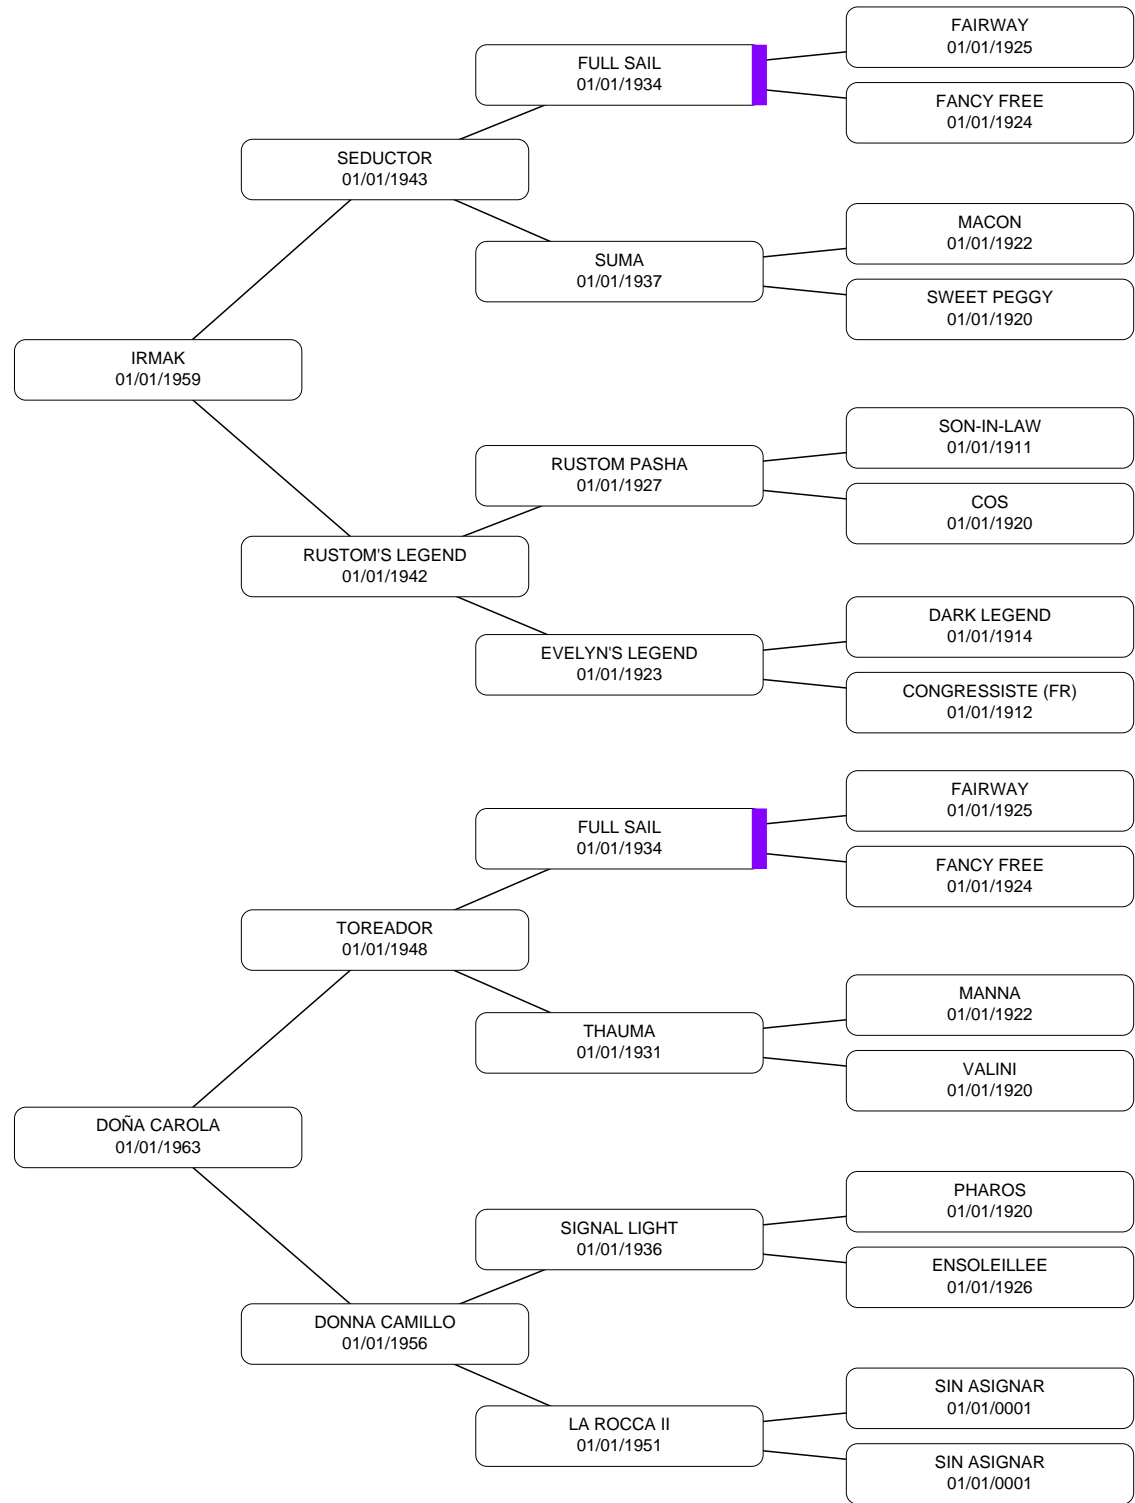 FAIRWAY
01/01/1925
FULL SAIL
01/01/1934
FANCY FREE
01/01/1924
SEDUCTOR
01/01/1943
MACON
01/01/1922
SUMA
01/01/1937
SWEET PEGGY
01/01/1920
IRMAK
01/01/1959
SON-IN-LAW
01/01/1911
RUSTOM PASHA
01/01/1927
COS
01/01/1920
RUSTOM'S LEGEND
01/01/1942
DARK LEGEND
01/01/1914
EVELYN'S LEGEND
01/01/1923
CONGRESSISTE (FR)
01/01/1912
FAIRWAY
01/01/1925
FULL SAIL
01/01/1934
FANCY FREE
01/01/1924
TOREADOR
01/01/1948
MANNA
01/01/1922
THAUMA
01/01/1931
VALINI
01/01/1920
DOÑA CAROLA
01/01/1963
PHAROS
01/01/1920
SIGNAL LIGHT
01/01/1936
ENSOLEILLEE
01/01/1926
DONNA CAMILLO
01/01/1956
SIN ASIGNAR
01/01/0001
LA ROCCA II
01/01/1951
SIN ASIGNAR
01/01/0001